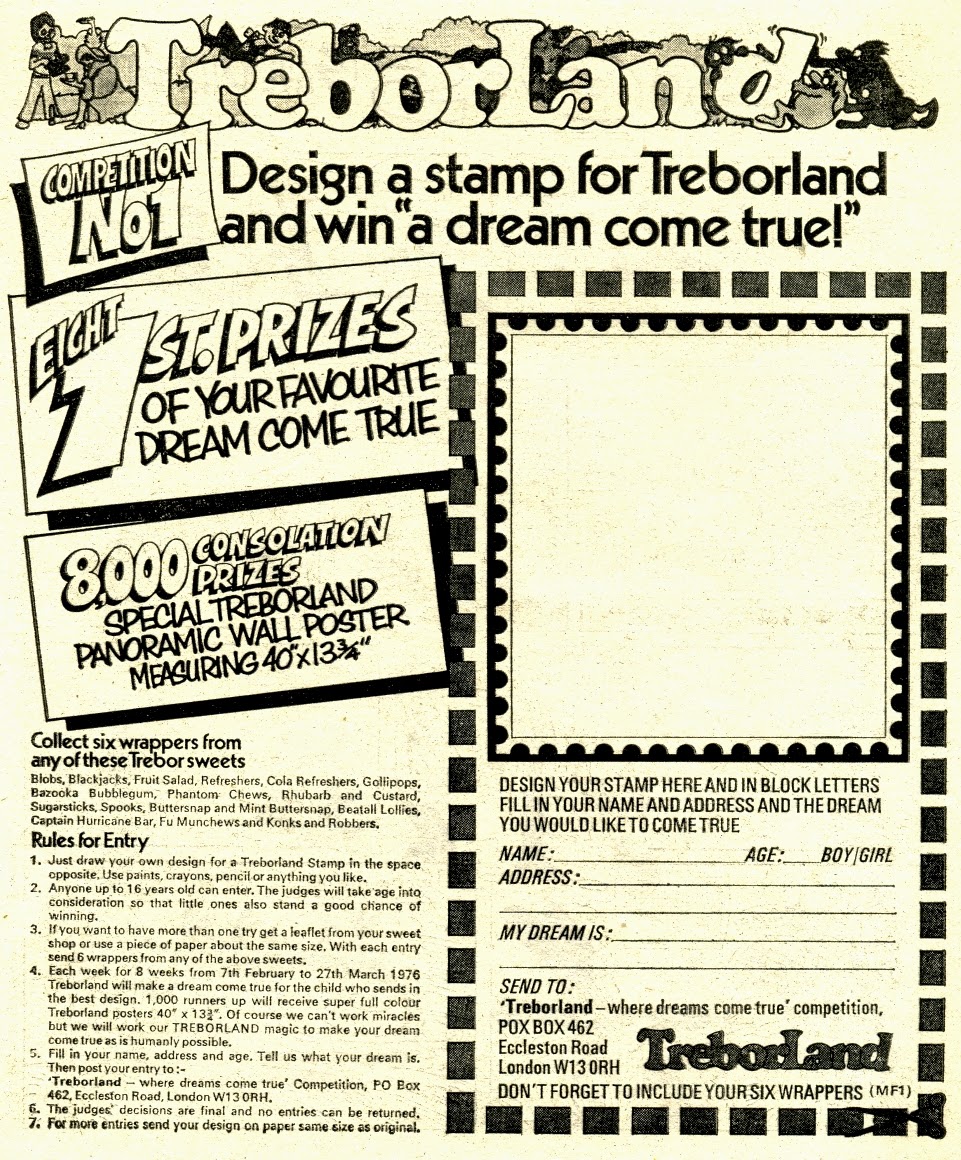 TreborLand
COMPETITION
No1
Design a stamp for Treborland
and win "a dream come true!"
EIGHT
1ST. PRIZES
OF YOUR FAVOURITE
DREAM COME TRUE
8,000 CONSOLATION
PRIZES
SPECIAL TREBORLAND
PANORAMIC WALL POSTER
MEASURING 40"x13¾"
Collect six wrappers from
any of these Trebor sweets
Blobs, Blackjacks, Fruit Salad, Refreshers, Cola Refreshers, Gollipops,
Bazooka Bubblegum, Phantom Chews, Rhubarb and Custard,
Sugarsticks, Spooks, Buttersnap and Mint Buttersnap, Beatall Lollies,
Captain Hurricane Bar, Fu Munchews and Konks and Robbers.
Rules for Entry
1. Just draw your own design for a Treborland Stamp in the space
opposite. Use paints, crayons, pencil or anything you like.
2. Anyone up to 16 years old can enter. The judges will take age into
consideration so that little ones also stand a good chance of
winning.
3. If you want to have more than one try get a leaflet from your sweet
shop or use a piece of paper about the same size. With each entry
send 6 wrappers from any of the above sweets.
4. Each week for 8 weeks from 7th February to 27th March 1976
Treborland will make a dream come true for the child who sends in
the best design. 1,000 runners up will receive super full colour
Treborland posters 40" x 13¾". Of course we can't work miracles
but we will work our TREBORLAND magic to make your dream
come true as is humanly possible.
5. Fill in your name, address and age. Tell us what your dream is.
Then post your entry to :-
'Treborland – where dreams come true' Competition, PO Box
462, Eccleston Road, London W13 0RH.
6. The judges' decisions are final and no entries can be returned.
7. For more entries send your design on paper same size as original.
DESIGN YOUR STAMP HERE AND IN BLOCK LETTERS
FILL IN YOUR NAME AND ADDRESS AND THE DREAM
YOU WOULD LIKE TO COME TRUE
NAME: AGE: BOY/GIRL
ADDRESS:
MY DREAM IS:
SEND TO:
'Treborland – where dreams come true' competition,
POX BOX 462
Eccleston Road
London W13 0RH
TreborLand
DON'T FORGET TO INCLUDE YOUR SIX WRAPPERS (MF1)